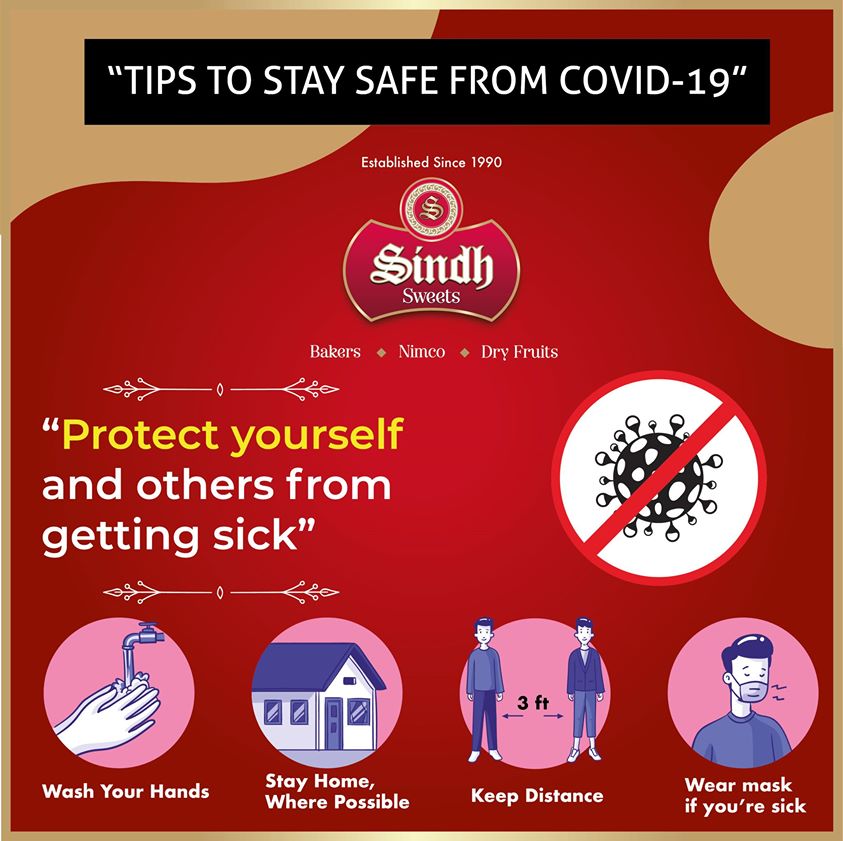 “TIPS TO STAY SAFE FROM COVID-19”
Established Since 1990
S
Sindh
Sweets
Bakers ◆ Nimco ◆ Dry Fruits
“Protect yourself
and others from
getting sick”
3 ft
Wash Your Hands
Stay Home,
Where Possible
Keep Distance
Wear mask
if you’re sick